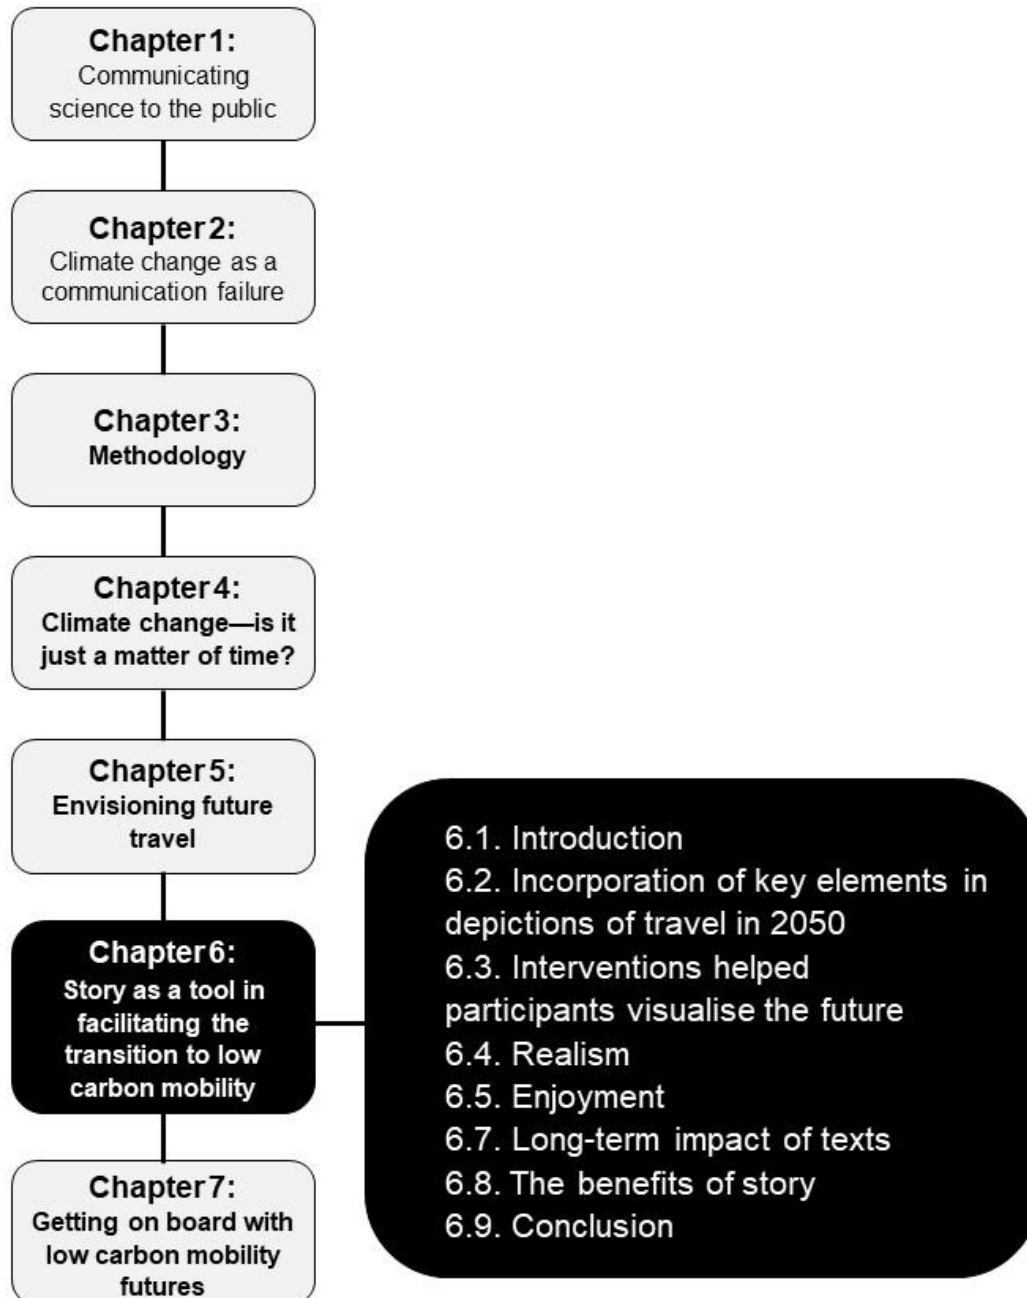 Chapter 1:
Communicating
science to the public
Chapter 2:
Climate change as a
communication failure
Chapter 3:
Methodology
Chapter 4:
Climate change—is it
just a matter of time?
Chapter 5:
Envisioning future
travel
Chapter 6:
Story as a tool in
facilitating the
transition to low
carbon mobility
6.1. Introduction
6.2. Incorporation of key elements in
depictions of travel in 2050
6.3. Interventions helped
participants visualise the future
6.4. Realism
6.5. Enjoyment
6.7. Long-term impact of texts
6.8. The benefits of story
6.9. Conclusion
Chapter 7:
Getting on board with
low carbon mobility
futures